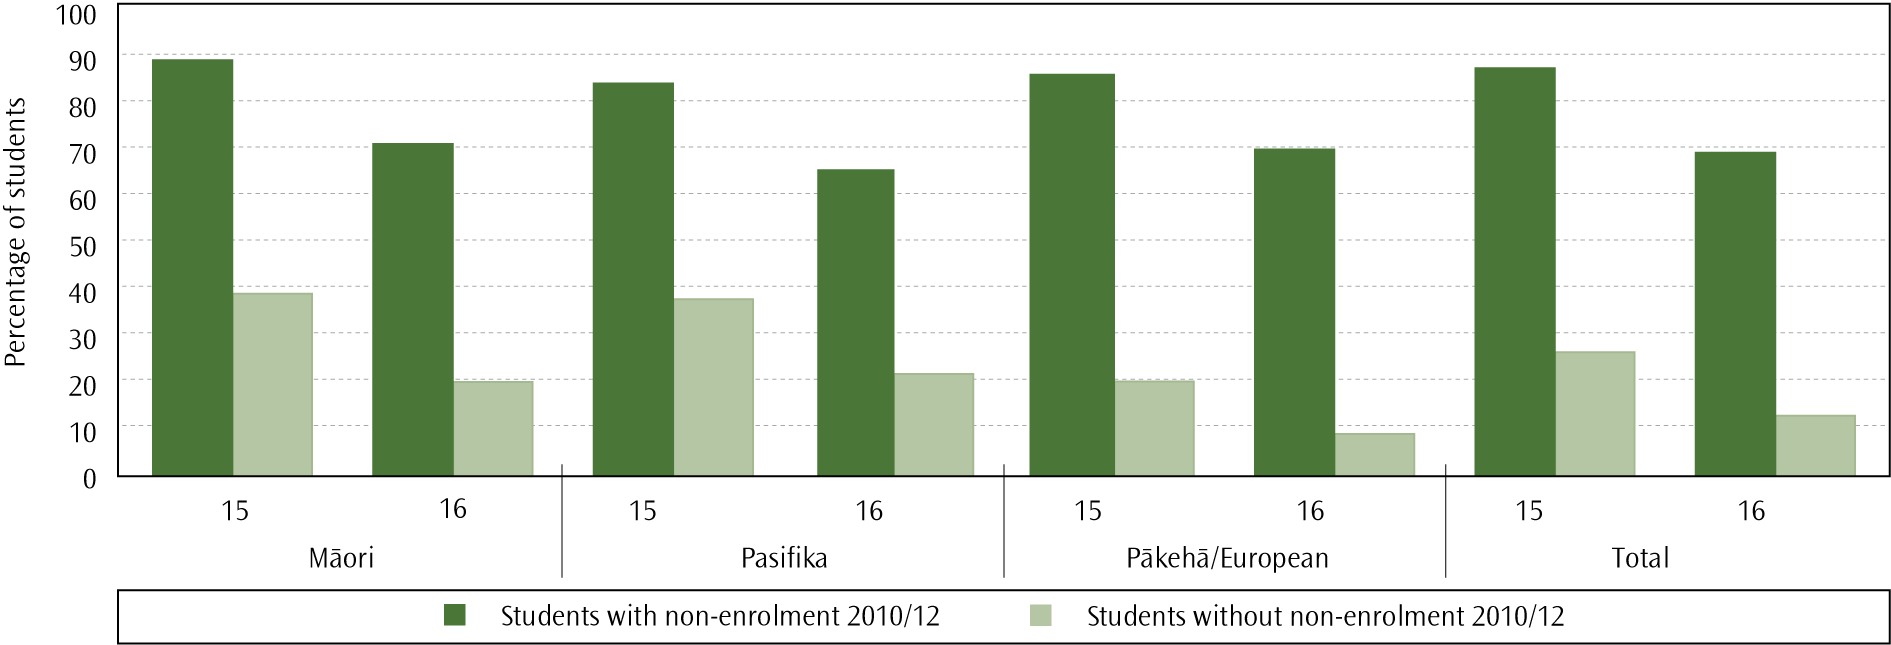 Percentage of students
100
90
80
70
60
50
40
30
20
10
0
15 16 15 16 15 16 15 16
Māori Pasifika Pākehā/European Total
Students with non-enrolment 2010/12 Students without non-enrolment 2010/12